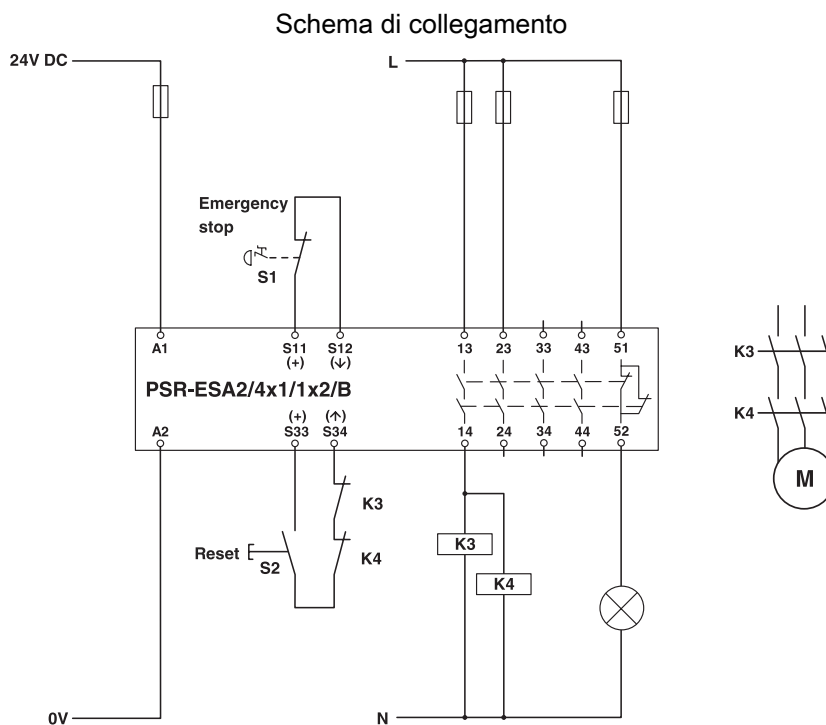 Schema di collegamento
24V DC
L
Emergency
stop
S1
A1
S11
S12
13
23
33
43
51
(+)
(↓)
PSR-ESA2/4x1/1x2/B
(+)
(↑)
A2
S33
S34
14
24
34
44
52
K3
K4
M
K3
Reset
S2
K4
K3
K4
0V
N